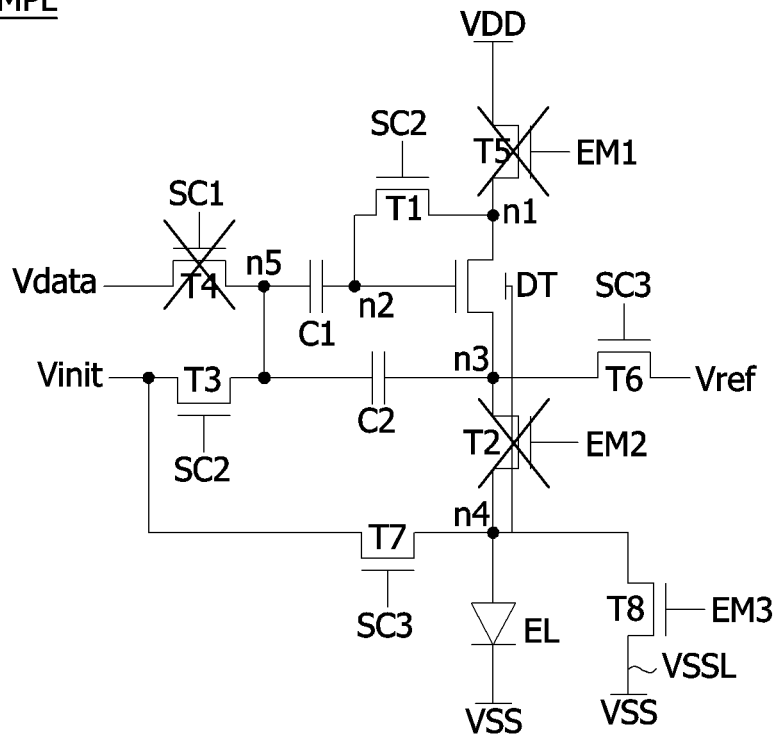 MPL
VDD
SC2
T5
EM1
SC1
T1
n1
Vdata
T4
n5
n2
DT
SC3
C1
n3
Vinit
T3
T6
Vref
C2
SC2
T2
EM2
n4
T7
T8
EM3
SC3
EL
VSSL
VSS
VSS